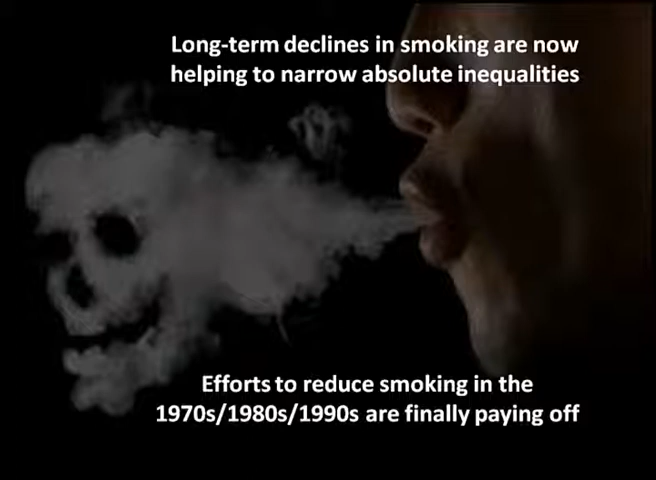 Long-term declines in smoking are now
helping to narrow absolute inequalities
Efforts to reduce smoking in the
1970s/1980s/1990s are finally paying off